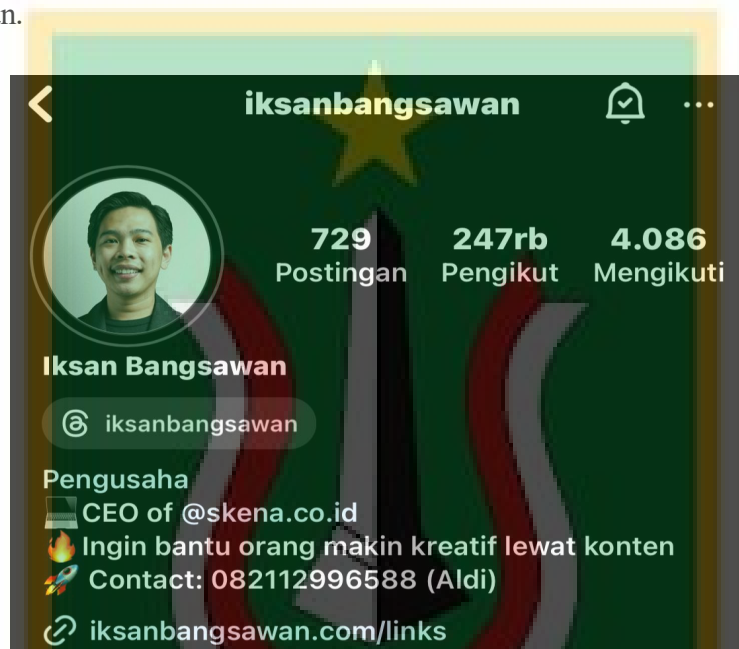 n.
iksanbangsawan
729 247rb 4.086
Postingan Pengikut Mengikuti
Iksan Bangsawan
iksanbangsawan
Pengusaha
💻CEO of @skena.co.id
🔥Ingin bantu orang makin kreatif lewat konten
🚀 Contact: 082112996588 (Aldi)
iksanbangsawan.com/links